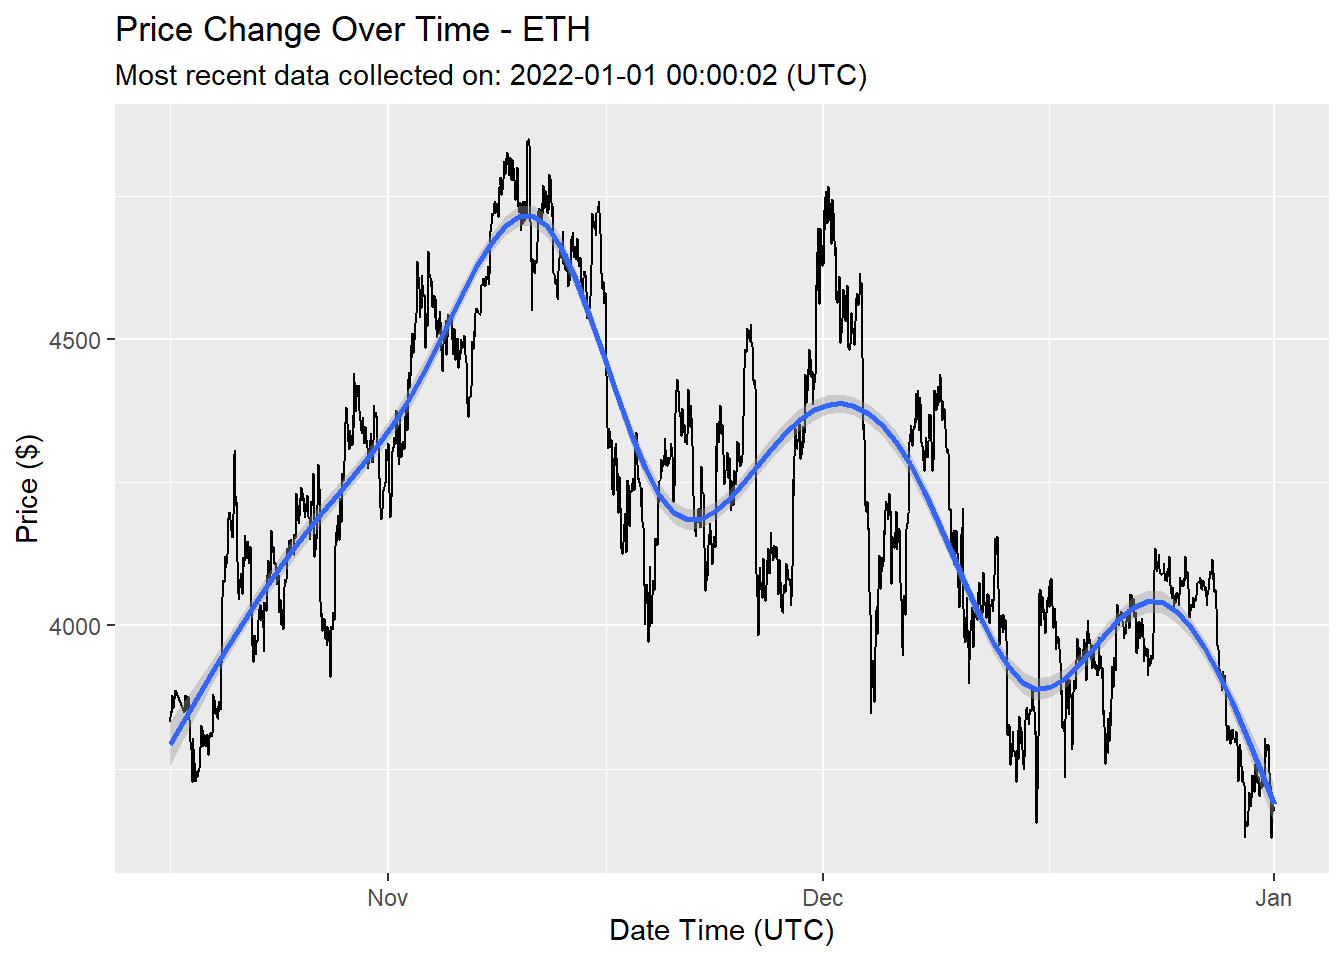 Price Change Over Time - ETH
Most recent data collected on: 2022-01-01 00:00:02 (UTC)
Price ($)
4500
4000
Nov
Dec
Jan
Date Time (UTC)